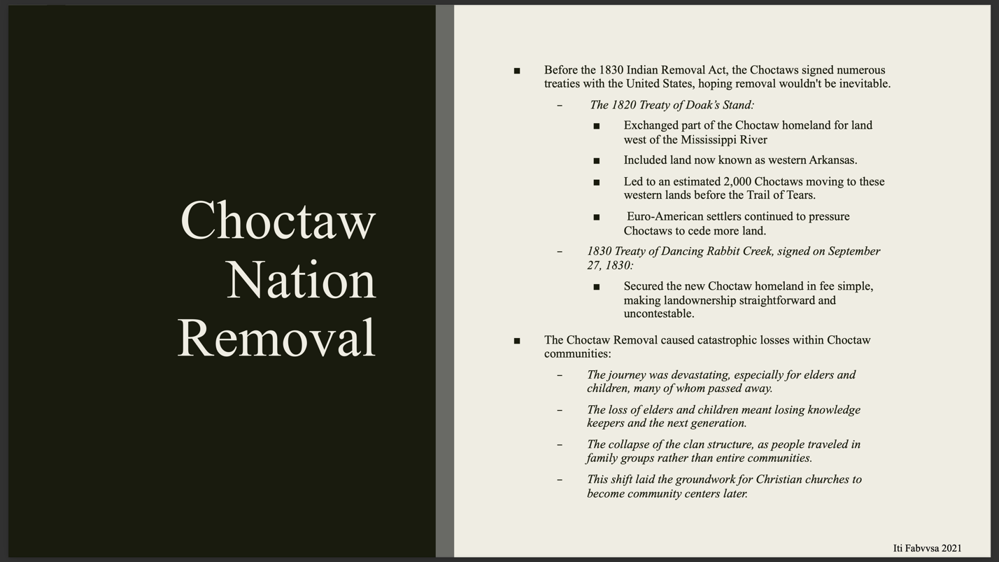 Choctaw
Nation
Removal
■ Before the 1830 Indian Removal Act, the Choctaws signed numerous
treaties with the United States, hoping removal wouldn't be inevitable.
– The 1820 Treaty of Doak’s Stand:
■ Exchanged part of the Choctaw homeland for land
west of the Mississippi River
■ Included land now known as western Arkansas.
■ Led to an estimated 2,000 Choctaws moving to these
western lands before the Trail of Tears.
■ Euro-American settlers continued to pressure
Choctaws to cede more land.
– 1830 Treaty of Dancing Rabbit Creek, signed on September
27, 1830:
■ Secured the new Choctaw homeland in fee simple,
making landownership straightforward and
uncontestable.
■ The Choctaw Removal caused catastrophic losses within Choctaw
communities:
– The journey was devastating, especially for elders and
children, many of whom passed away.
– The loss of elders and children meant losing knowledge
keepers and the next generation.
– The collapse of the clan structure, as people traveled in
family groups rather than entire communities.
– This shift laid the groundwork for Christian churches to
become community centers later.
Iti Fabvvsa 2021